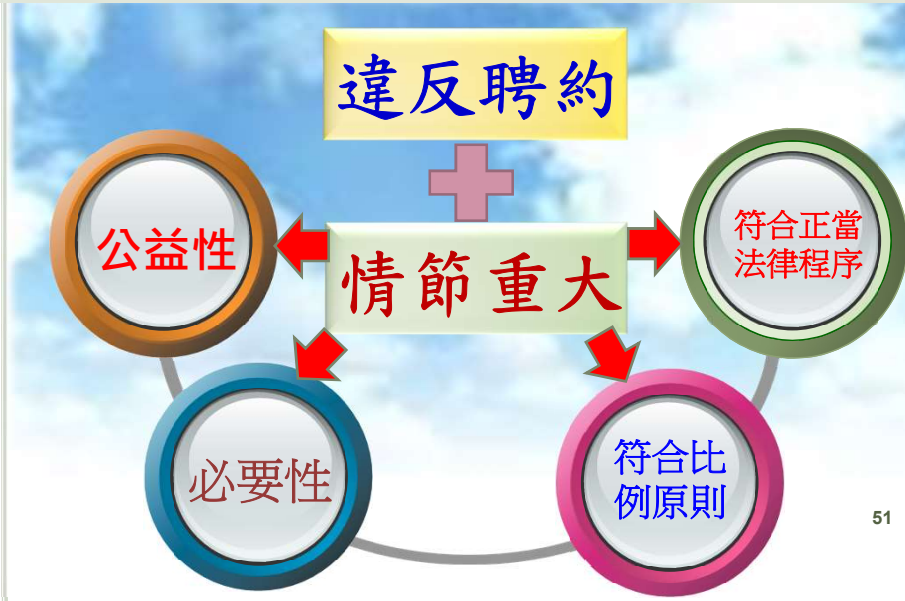 違反聘約
情節重大
公益性
符合正當
法律程序
必要性
符合比
例原則
51